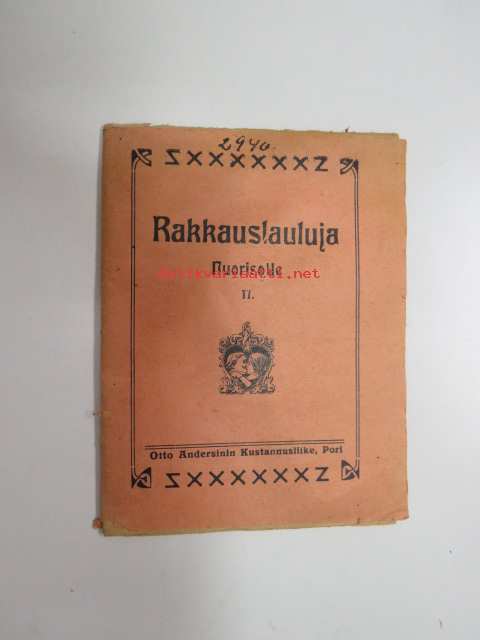 2940.
Rakkauslauluja
Nuorisolle
antikvariaatti.net
II.
Otto Andersinin Kustannusliike, Pori